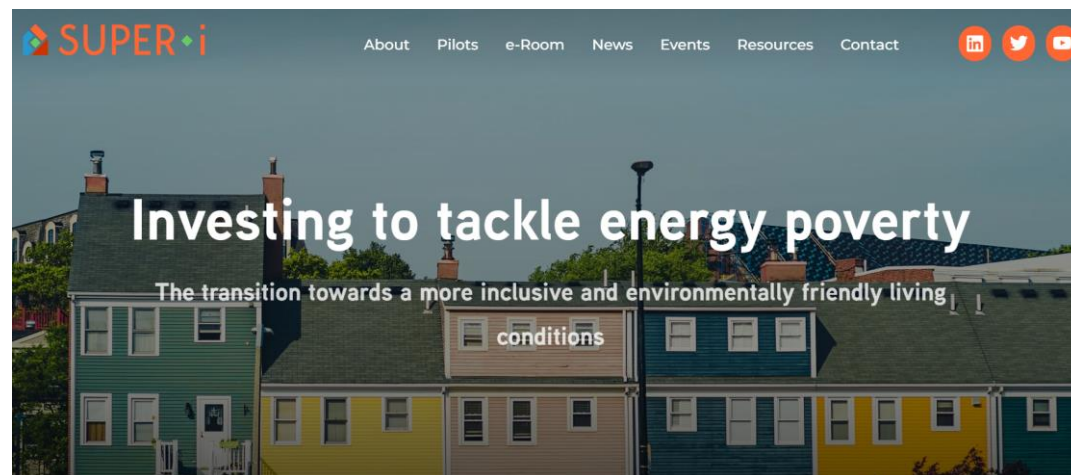 SUPER·i
About Pilots e-Room News Events Resources Contact
Investing to tackle energy poverty
The transition towards a more inclusive and environmentally friendly living
conditions